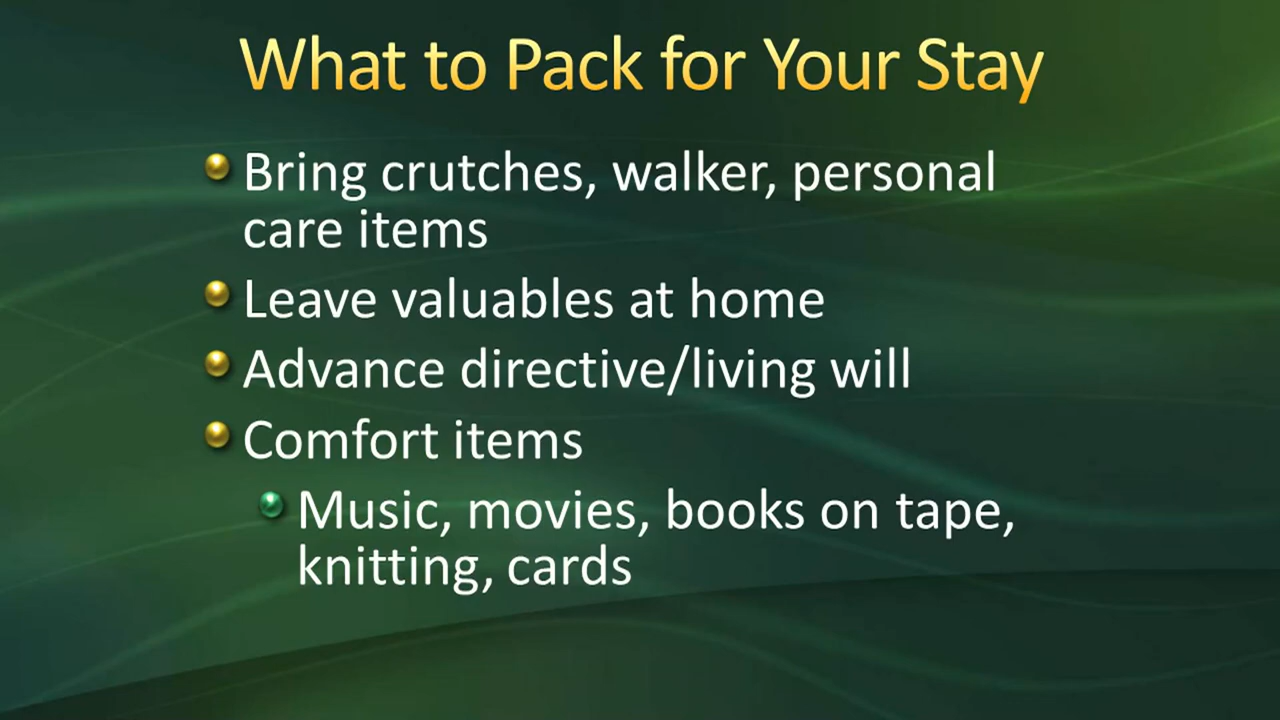 What to Pack for Your Stay
Bring crutches, walker, personal
care items
Leave valuables at home
Advance directive/living will
Comfort items
Music, movies, books on tape,
knitting, cards